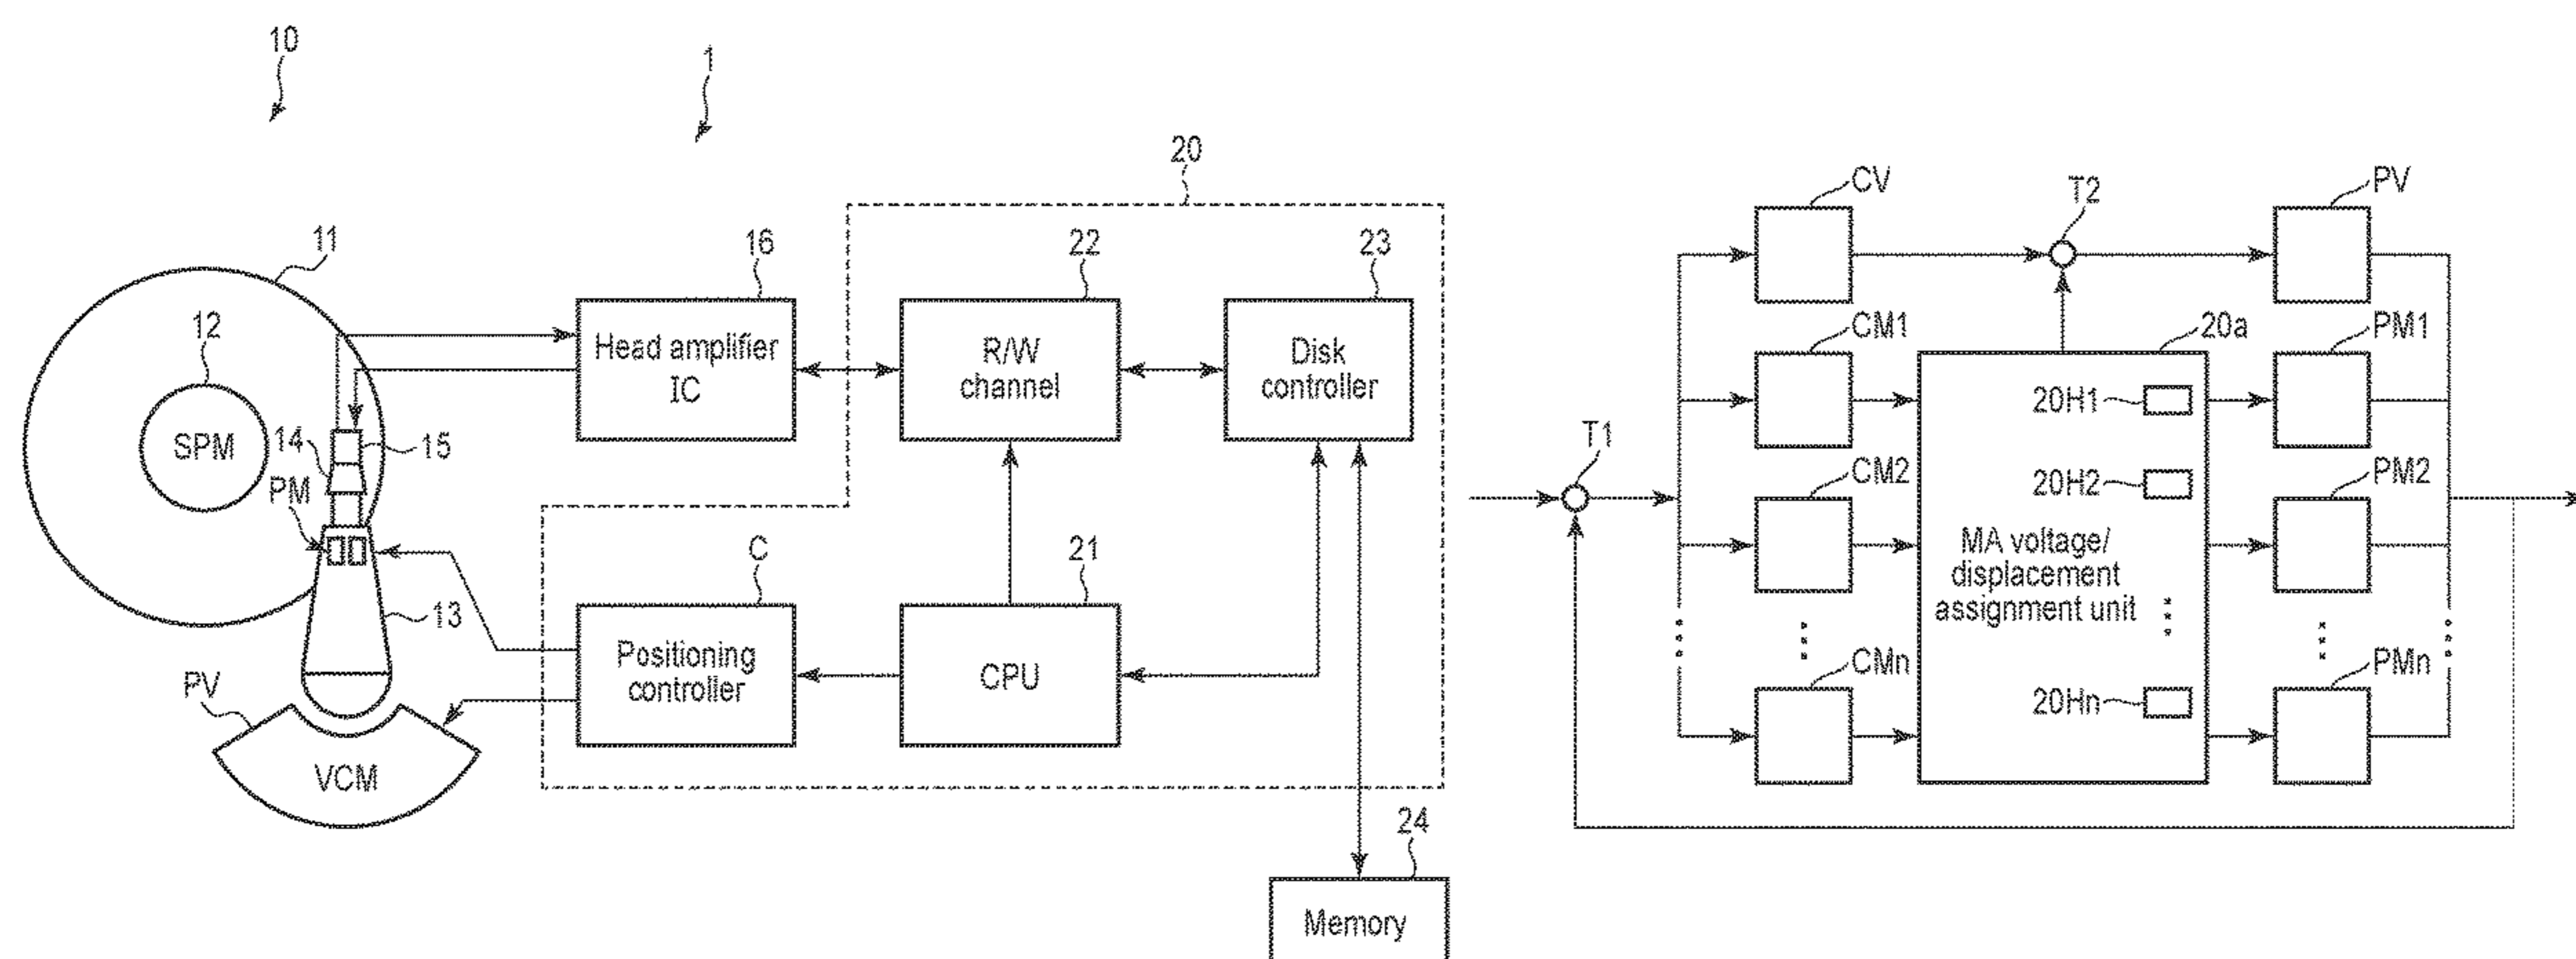 10
1
20
11
16
22
23
12
Head amplifier
IC
R/W
channel
Disk
controller
SPM
14
15
PM
C
21
13
Positioning
controller
CPU
PV
VCM
24
Memory
CV
T2
PV
CM1
20a
PM1
20H1
T1
CM2
20H2
PM2
MA voltage/
displacement
assignment unit
CMn
PMn
20Hn